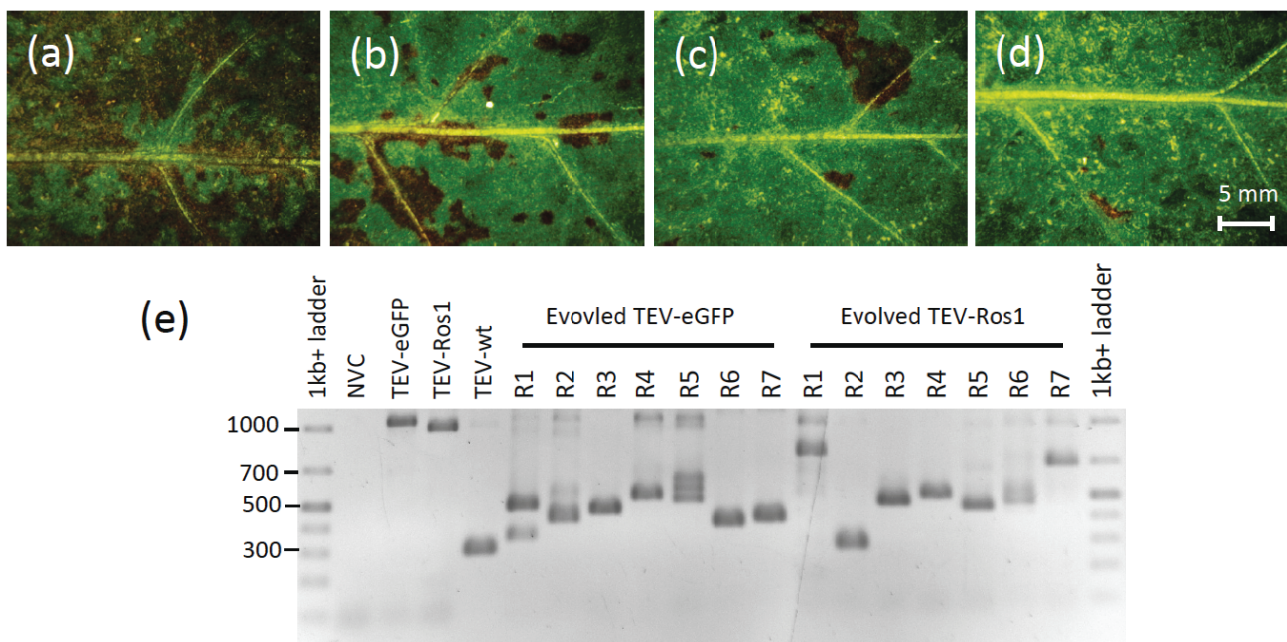 (a)
(b)
(c)
(d)
5 mm
(e)
1kb+ ladder
NVC
TEV-eGFP
TEV-Ros1
TEV-wt
Evovled TEV-eGFP
R1
R2
R3
R4
R5
R6
R7
Evolved TEV-Ros1
R1
R2
R3
R4
R5
R6
R7
1kb+ ladder
1000
700
500
300